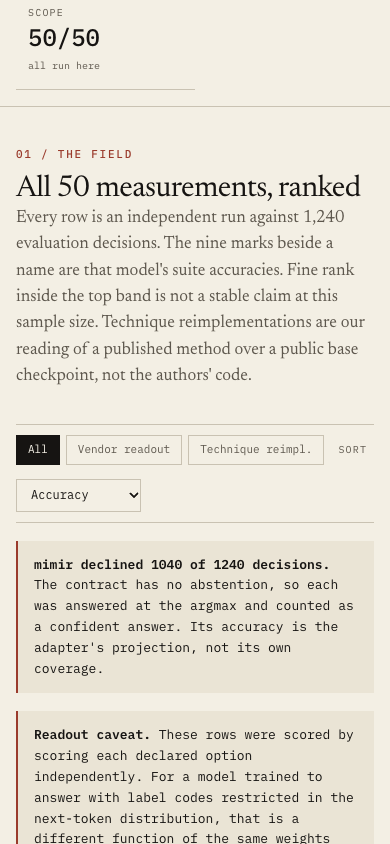 SCOPE
50/50
all run here
01 / THE FIELD
All 50 measurements, ranked
Every row is an independent run against 1,240
evaluation decisions. The nine marks beside a
name are that model's suite accuracies. Fine rank
inside the top band is not a stable claim at this
sample size. Technique reimplementations are our
reading of a published method over a public base
checkpoint, not the authors' code.
All Vendor readout Technique reimpl. SORT
Accuracy
mimir declined 1040 of 1240 decisions.
The contract has no abstention, so each
was answered at the argmax and counted as
a confident answer. Its accuracy is the
adapter's projection, not its own
coverage.
Readout caveat. These rows were scored by
scoring each declared option
independently. For a model trained to
answer with label codes restricted in the
next-token distribution, that is a
different function of the same weights